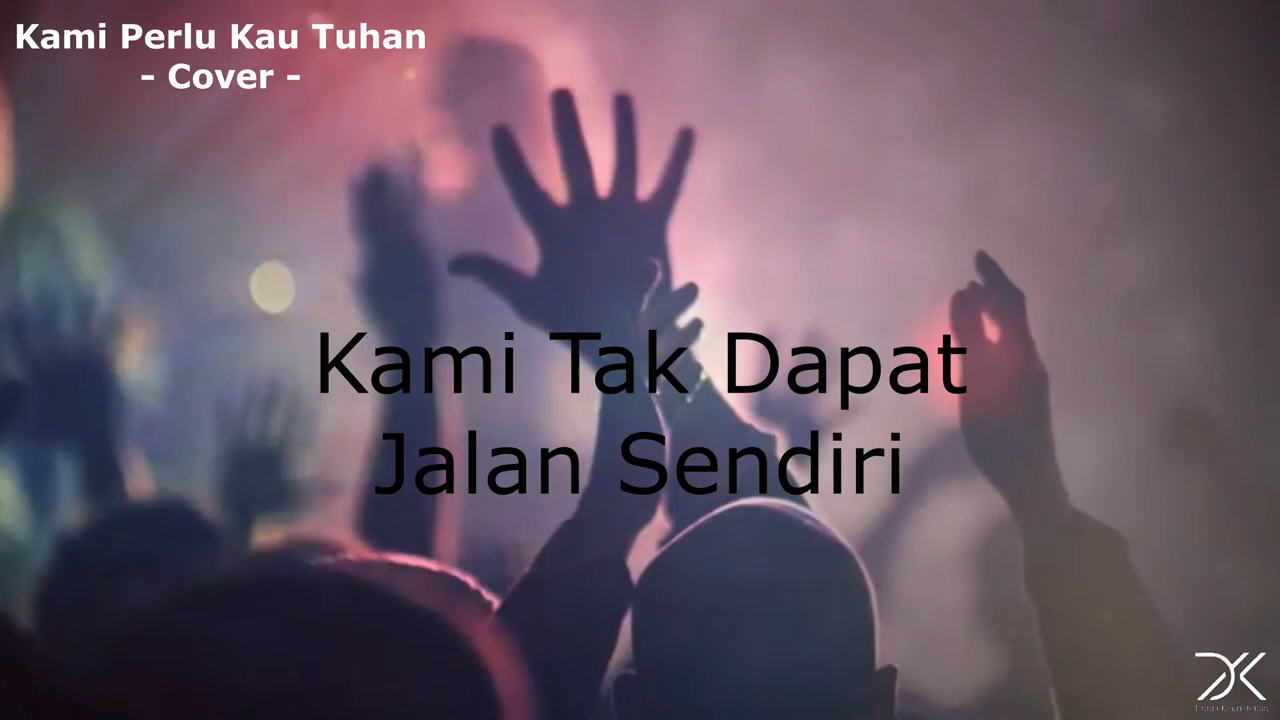 Kami Perlu Kau Tuhan
- Cover -
Kami Tak Dapat
Jalan Sendiri